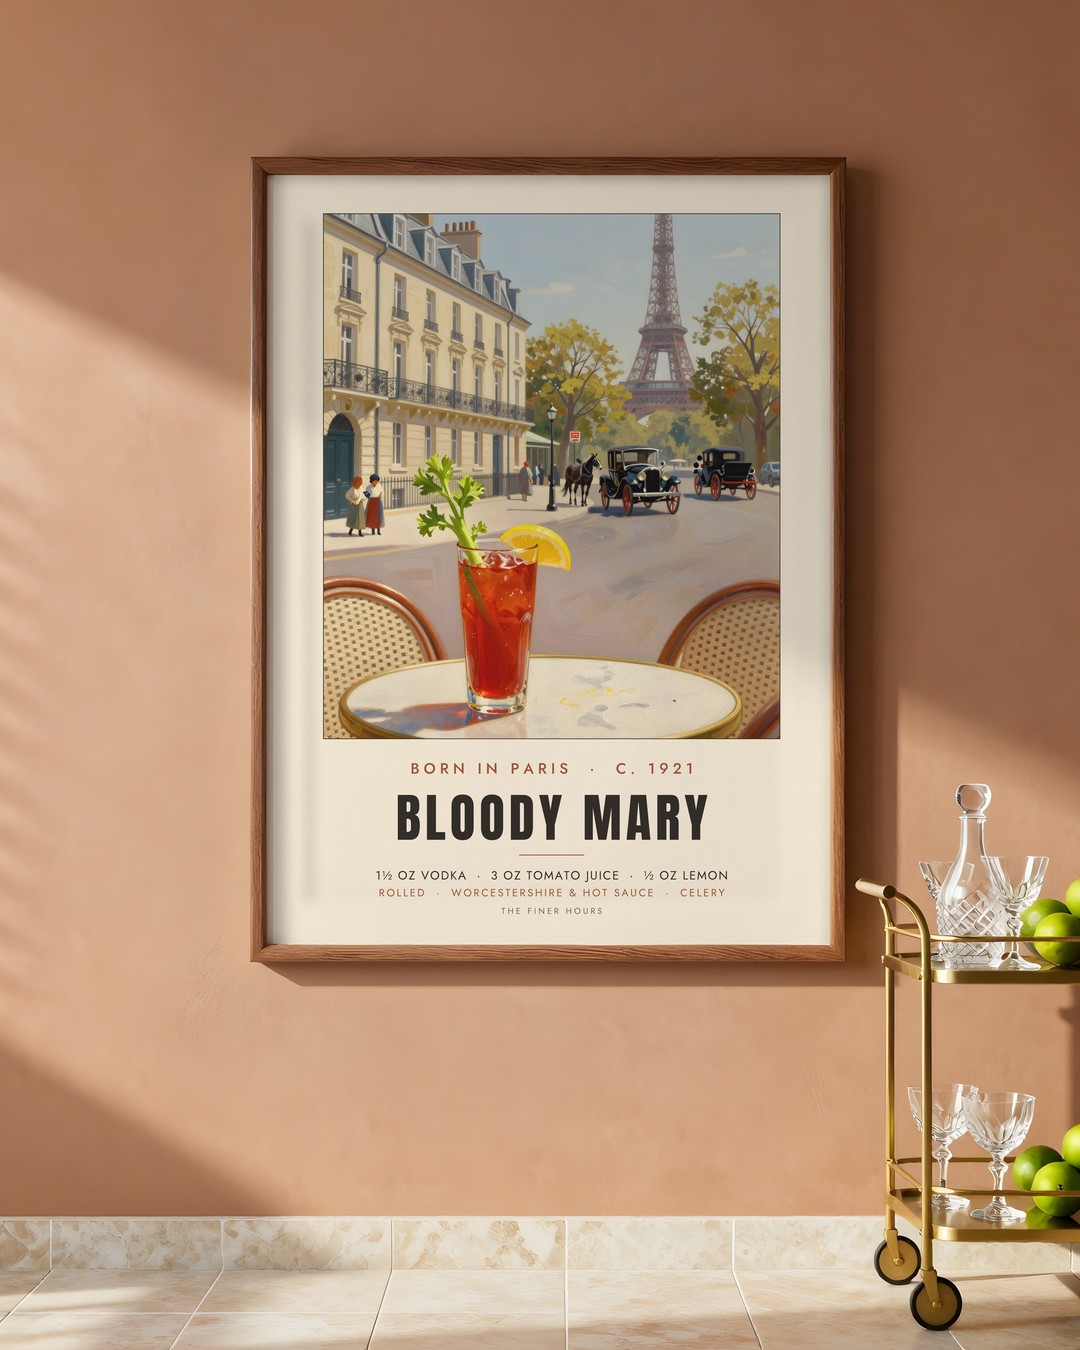 BORN IN PARIS · C. 1921
BLOODY MARY
1½ OZ VODKA · 3 OZ TOMATO JUICE · ½ OZ LEMON
ROLLED · WORCESTERSHIRE & HOT SAUCE · CELERY
THE FINER HOURS